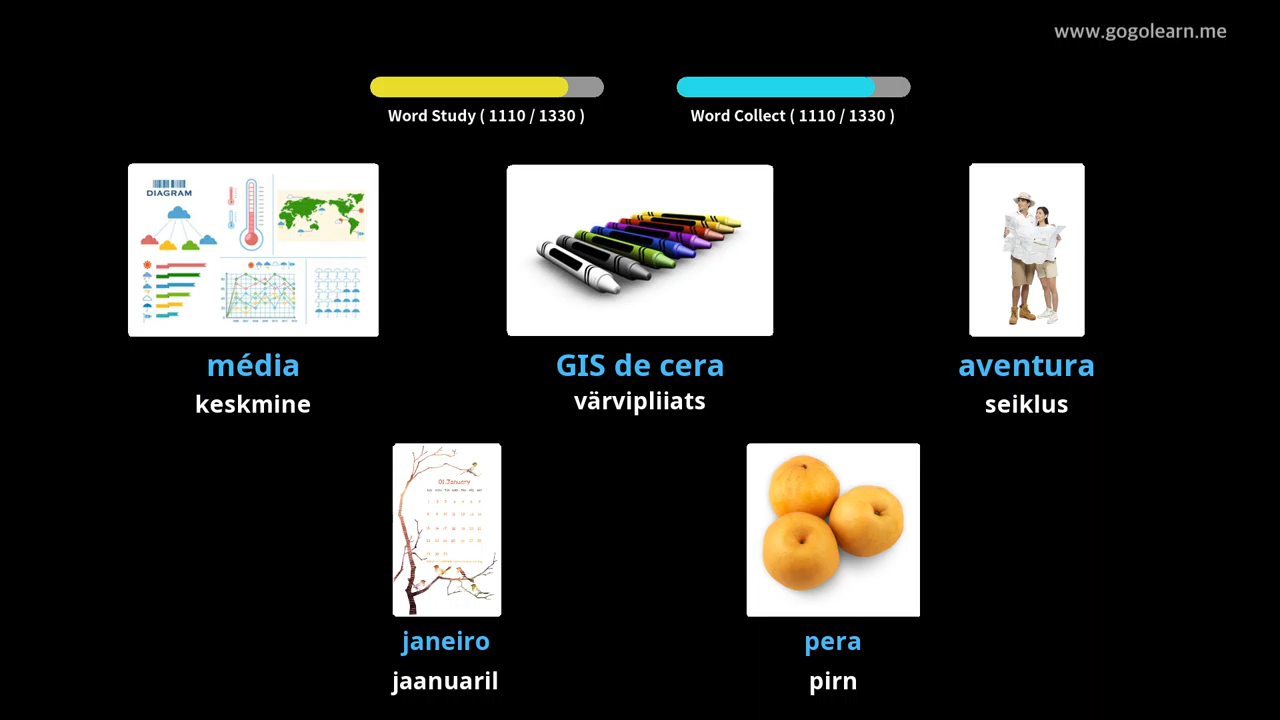 www.gogolearn.me
Word Study ( 1110 / 1330 )
Word Collect ( 1110 / 1330 )
DIAGRAM
média
GIS de cera
aventura
keskmine
värvipliiats
seiklus
01.January
janeiro
pera
jaanuaril
pirn